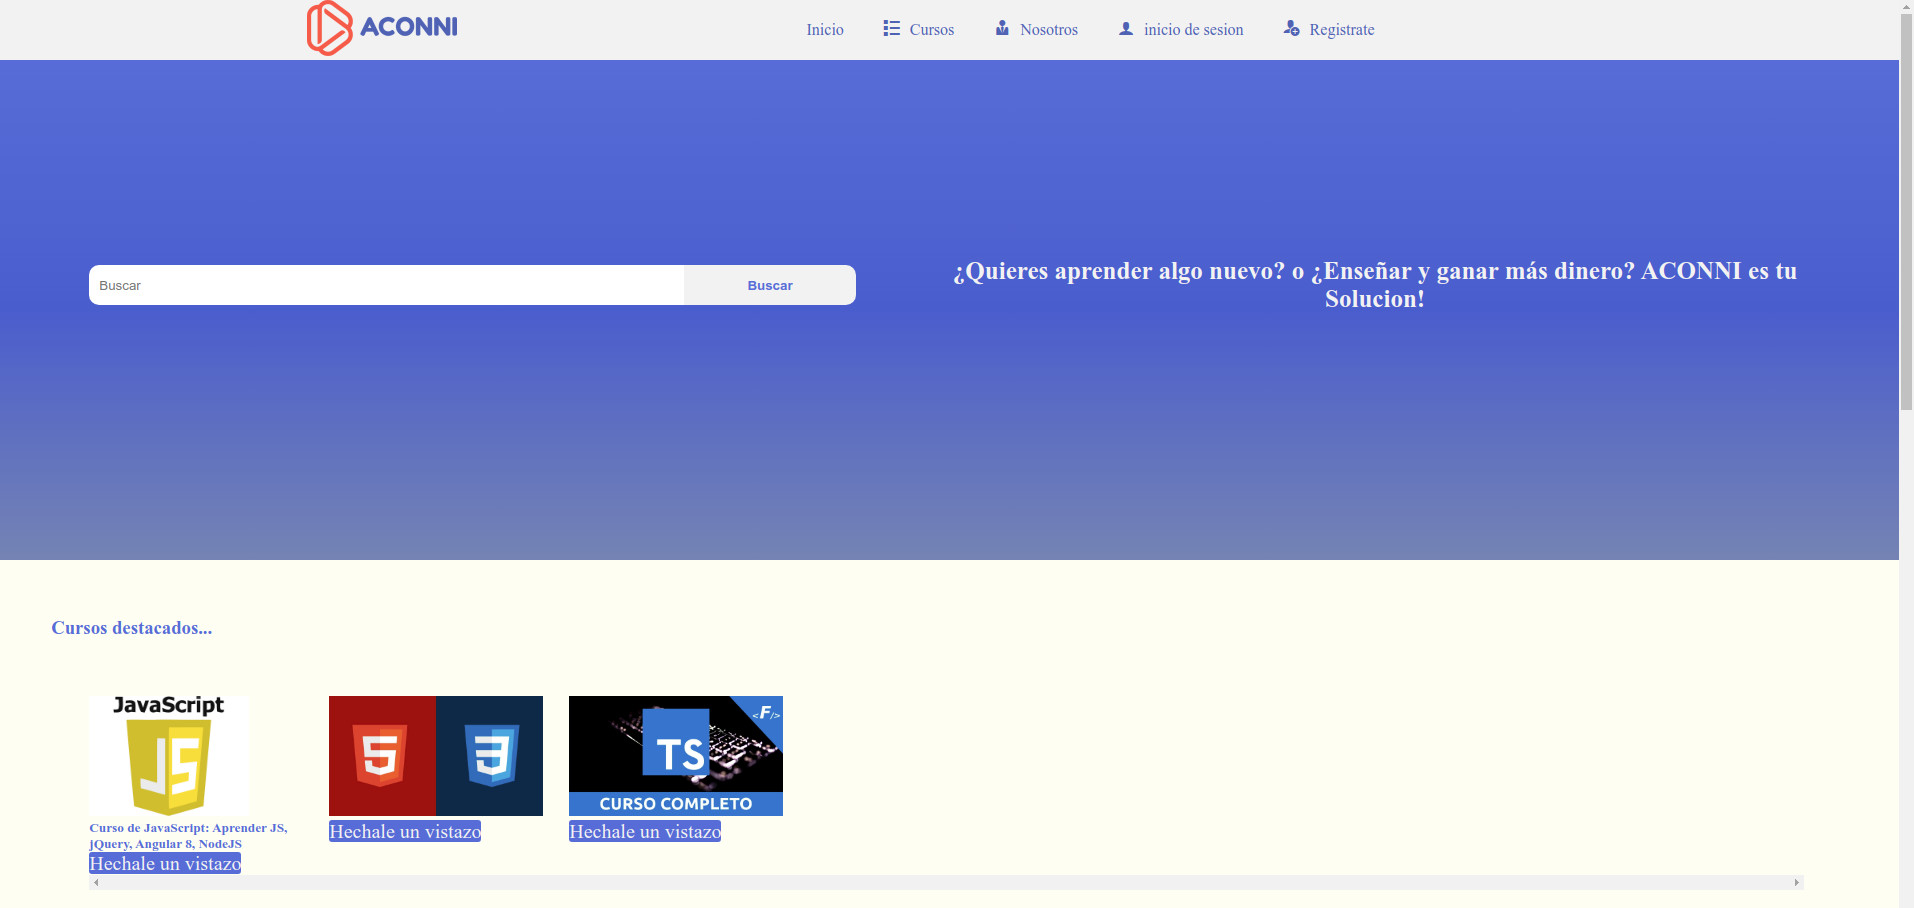 ACONNI
Inicio
Cursos
Nosotros
inicio de sesion
Registrate
Buscar
Buscar
¿Quieres aprender algo nuevo? o ¿Enseñar y ganar más dinero? ACONNI es tu
Solucion!
Cursos destacados...
JavaScript
JS
5
3
<F/>
TS
CURSO COMPLETO
Curso de JavaScript: Aprender JS,
jQuery, Angular 8, NodeJS
Hechale un vistazo
Hechale un vistazo
Hechale un vistazo